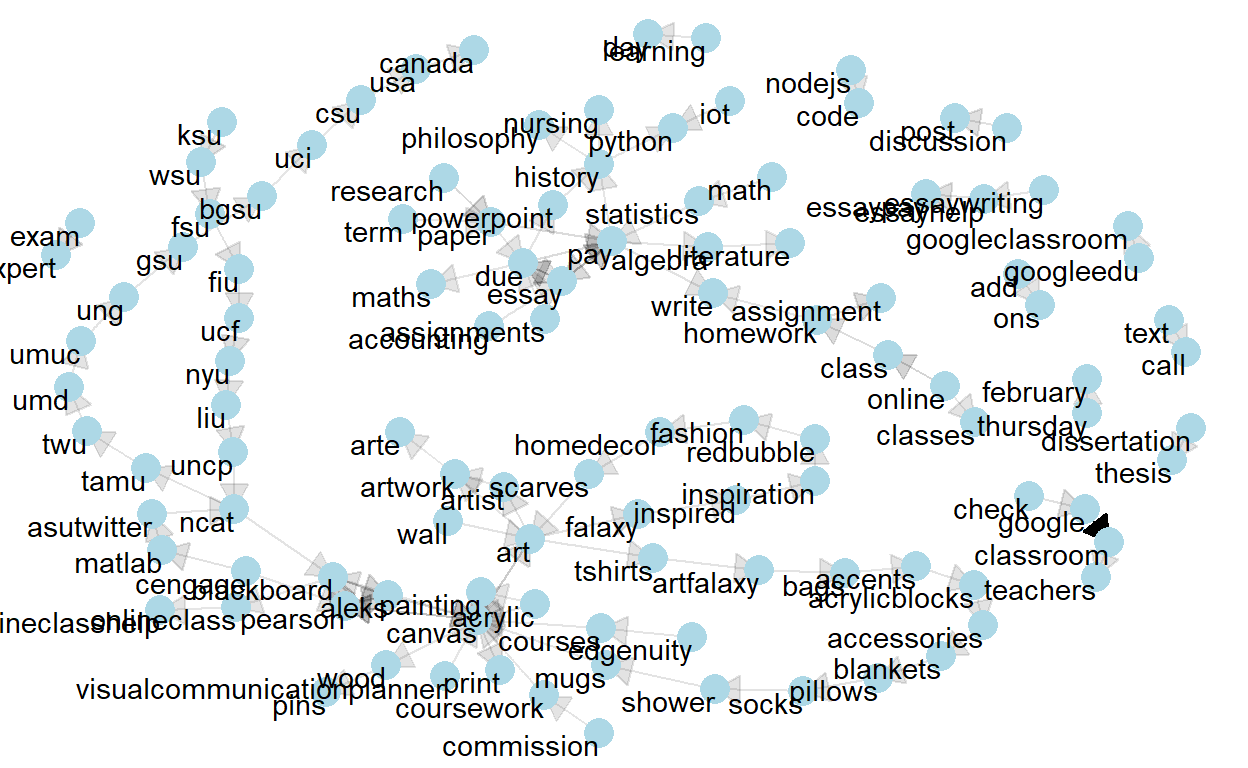 day
learning
canada
usa
nodejs
csu
nursing
iot
code
ksu
philosophy
python
post
discussion
uci
wsu
history
research
math
bgsu
powerpoint
statistics
essaypay
essayhelp
essaywriting
fsu
term
paper
exam
googleclassroom
gsu
pay
algebra
literature
xpert
due
googleedu
fiu
essay
add
maths
ung
write
assignment
ons
ucf
assignments
homework
text
accounting
umuc
class
call
nyu
umd
online
february
liu
classes
thursday
twu
arte
homedecor
fashion
dissertation
redbubble
uncp
thesis
tamu
artwork
scarves
artist
inspiration
check
asutwitter
ncat
wall
falaxy
inspired
google
art
classroom
matlab
tshirts
artfalaxy
bags
ascents
cengage
blackboard
teachers
acrylicblocks
aleks
painting
acrylic
ineclasshelp
onlineclass
pearson
canvas
courses
edgenuity
accessories
blankets
wood
print
mugs
visualcommunicationplanner
pins
coursework
shower
socks
pillows
commission